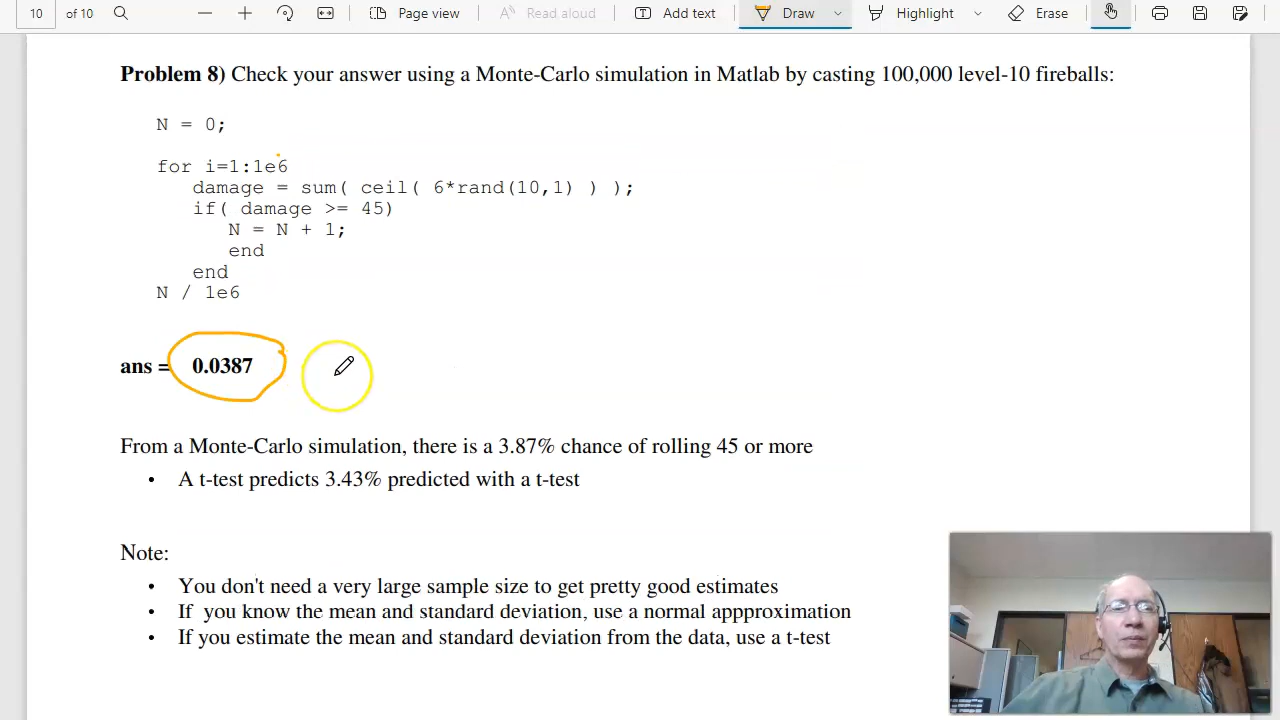 10 of 10 Page view Read aloud Add text Draw Highlight Erase
Problem 8) Check your answer using a Monte-Carlo simulation in Matlab by casting 100,000 level-10 fireballs:
N = 0;
for i=1:1e6
damage = sum( ceil( 6*rand(10,1) ) );
if( damage >= 45)
N = N + 1;
end
end
N / 1e6
ans = 0.0387
From a Monte-Carlo simulation, there is a 3.87% chance of rolling 45 or more
• A t-test predicts 3.43% predicted with a t-test
Note:
• You don't need a very large sample size to get pretty good estimates
• If you know the mean and standard deviation, use a normal appproximation
• If you estimate the mean and standard deviation from the data, use a t-test